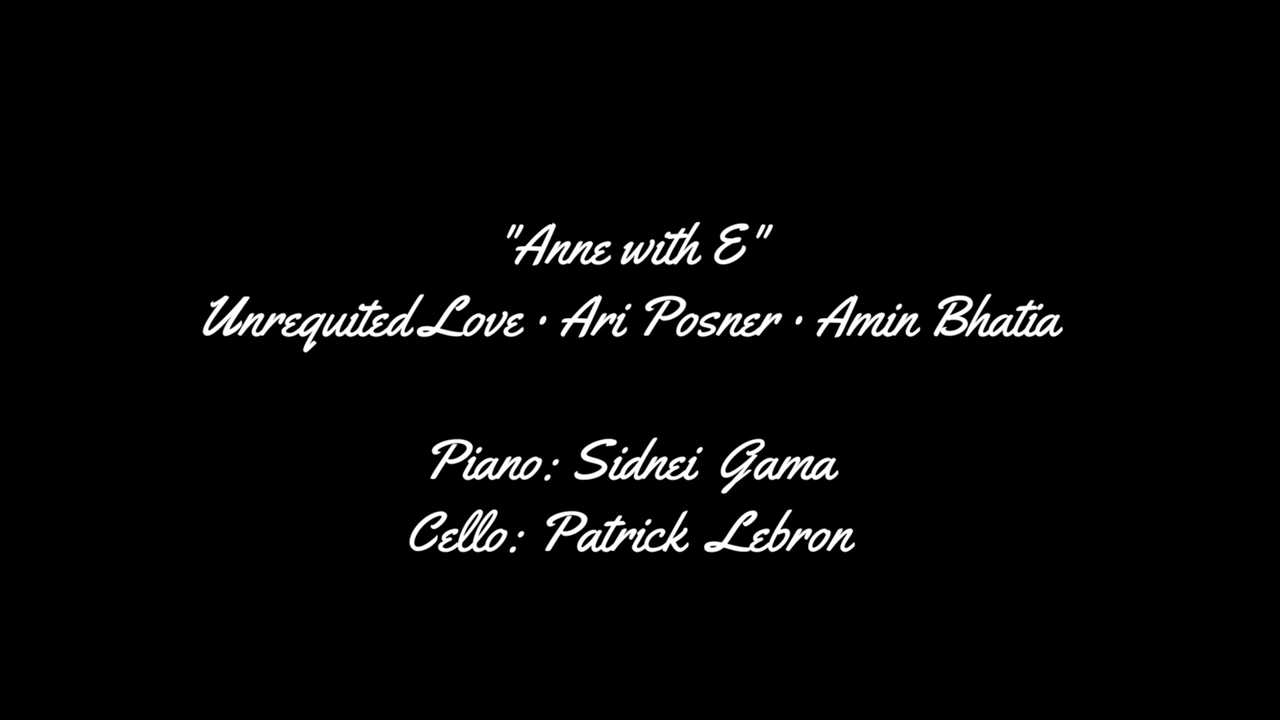 "Anne with E"
Unrequited Love • Ari Posner • Amin Bhatia
Piano: Sidnei Gama
Cello: Patrick Lebron